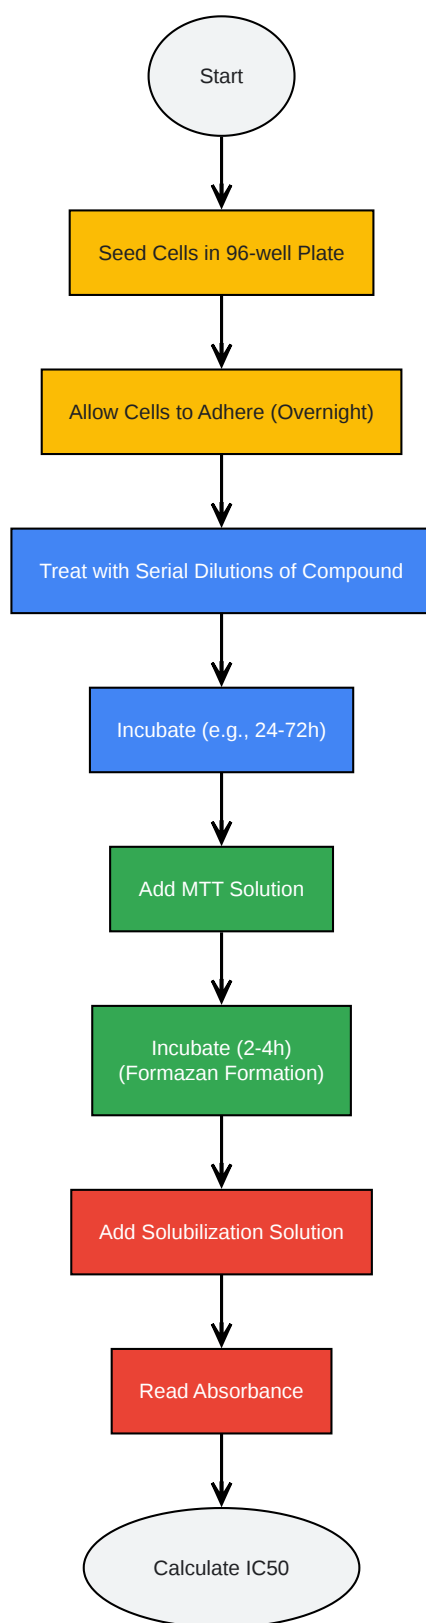 Start
Seed Cells in 96-well Plate
Allow Cells to Adhere (Overnight)
Treat with Serial Dilutions of Compound
Incubate (e.g., 24-72h)
Add MTT Solution
Incubate (2-4h)
(Formazan Formation)
Add Solubilization Solution
Read Absorbance
Calculate IC50